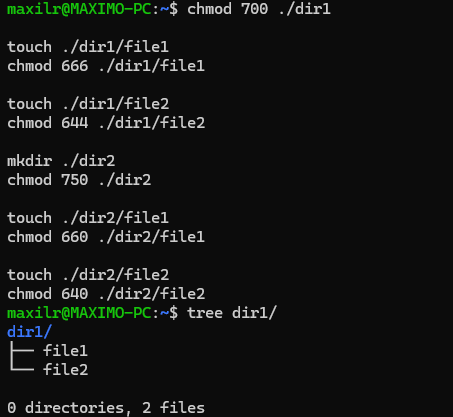 maxilr@MAXIMO-PC:~$ chmod 700 ./dir1

touch ./dir1/file1
chmod 666 ./dir1/file1

touch ./dir1/file2
chmod 644 ./dir1/file2

mkdir ./dir2
chmod 750 ./dir2

touch ./dir2/file1
chmod 660 ./dir2/file1

touch ./dir2/file2
chmod 640 ./dir2/file2
maxilr@MAXIMO-PC:~$ tree dir1/
dir1/
├── file1
└── file2

0 directories, 2 files